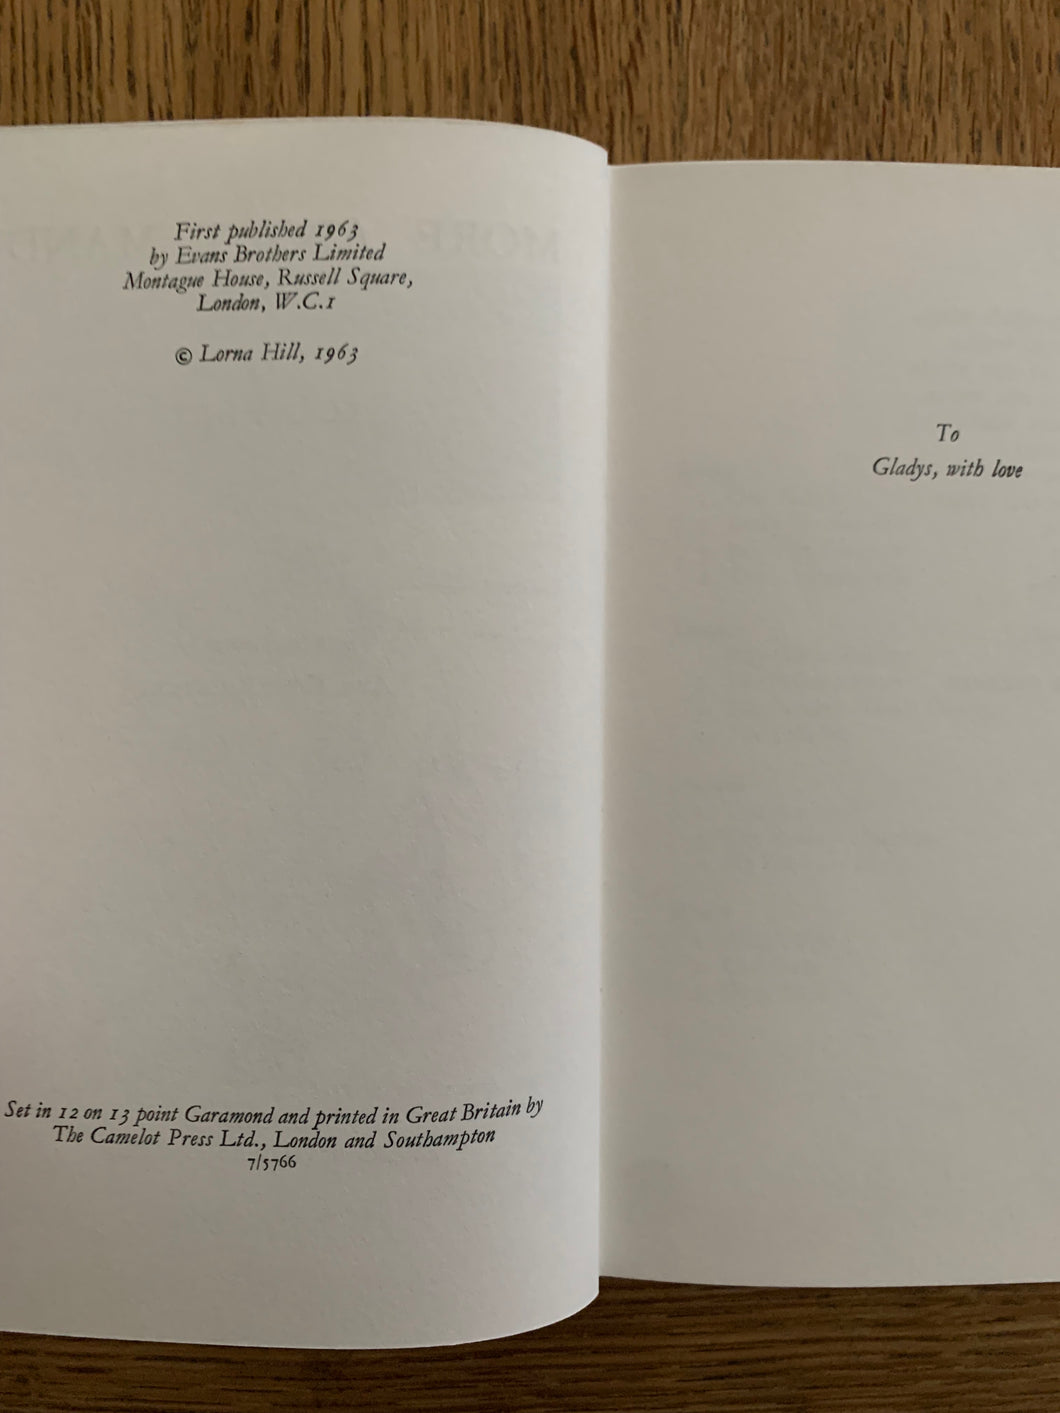 First published 1963
by Evans Brothers Limited
Montague House, Russell Square,
London, W.C.1
© Lorna Hill, 1963
Set in 12 on 13 point Garamond and printed in Great Britain by
The Camelot Press Ltd., London and Southampton
7/5766
To
Gladys, with love